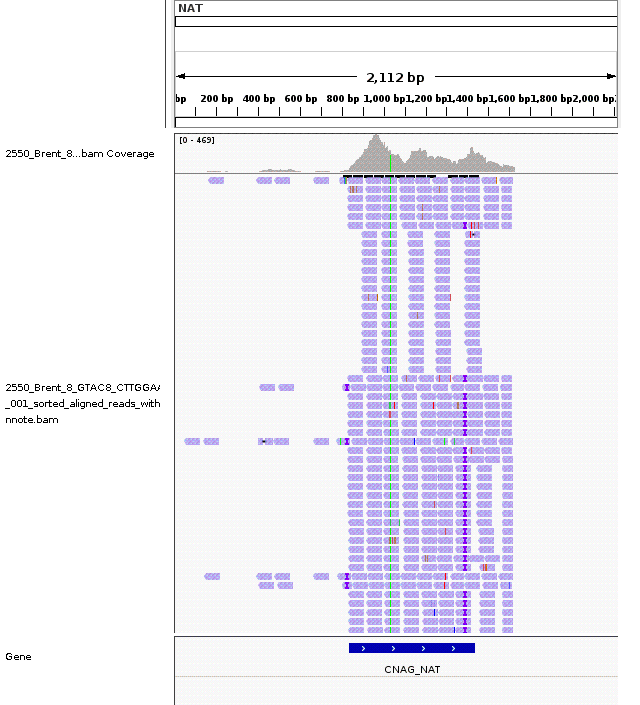 NAT
2,112 bp
bp 200 bp 400 bp 600 bp 800 bp 1,000 bp 1,200 bp 1,400 bp 1,600 bp 1,800 bp 2,000 bp
[0 - 469]
2550_Brent_8...bam Coverage
2550_Brent_8_GTAC8_CTTGGAA
_001_sorted_aligned_reads_with
nnote.bam
Gene
CNAG_NAT